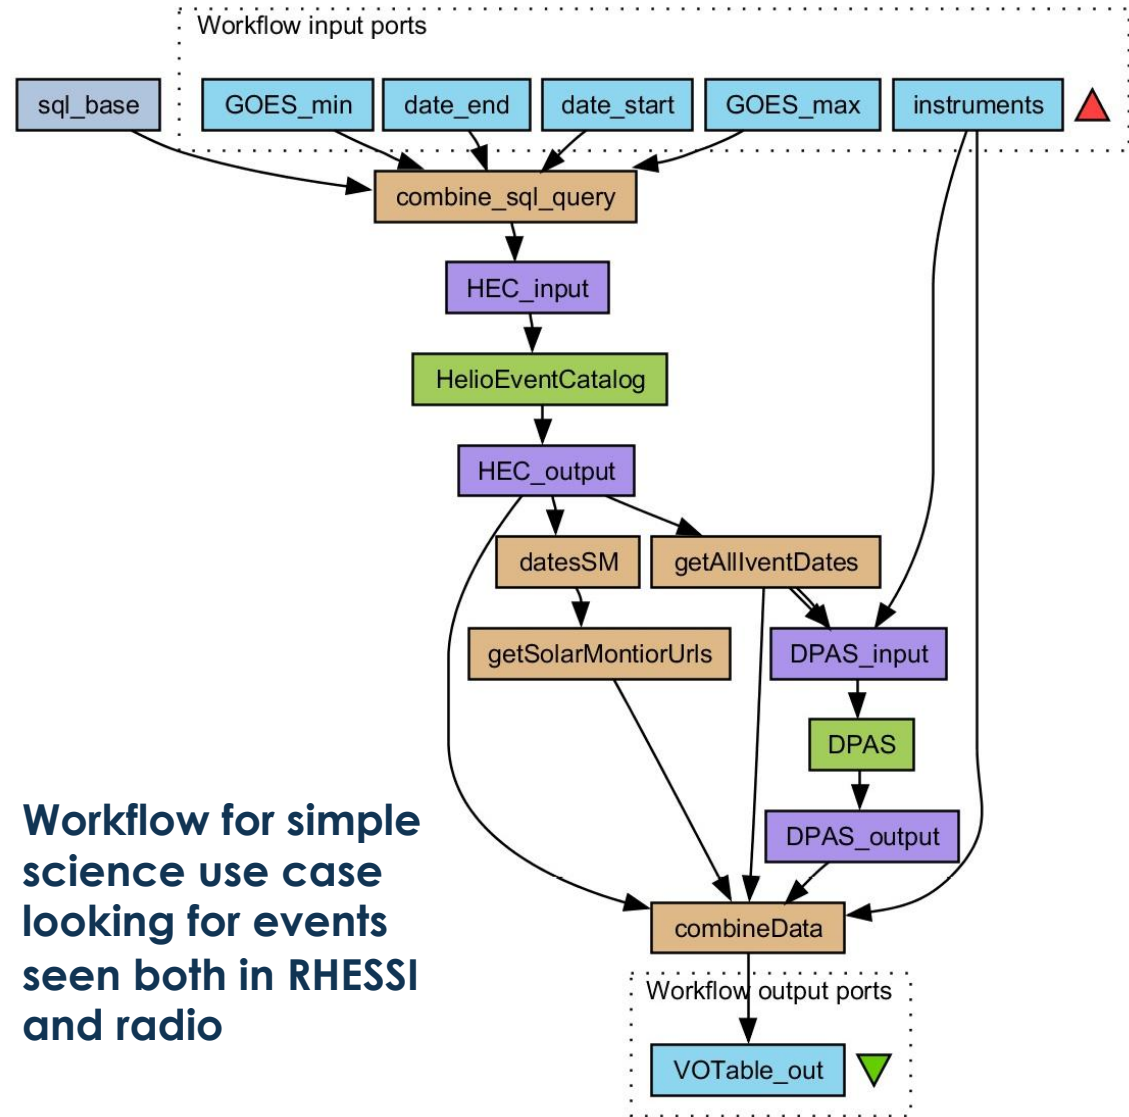 Workflow input ports
sql_base
GOES_min
date_end
date_start
GOES_max
instruments
combine_sql_query
HEC_input
HelioEventCatalog
HEC_output
datesSM
getAllIventDates
getSolarMontiorUrls
DPAS_input
DPAS
DPAS_output
combineData
Workflow output ports
VOTable_out
Workflow for simple
science use case
looking for events
seen both in RHESSI
and radio